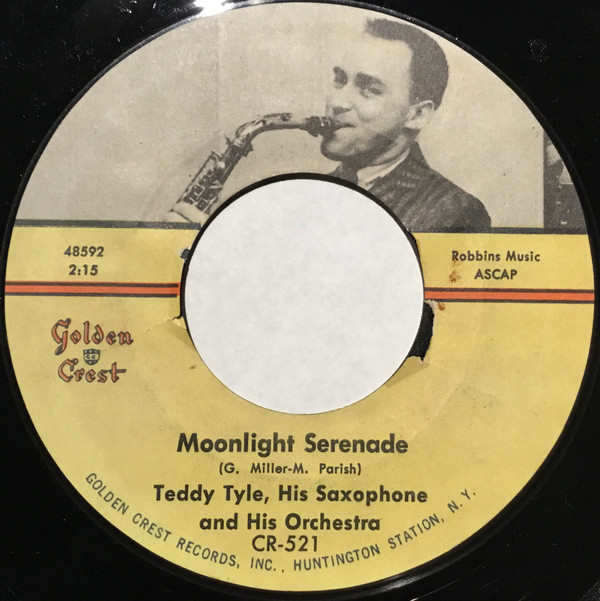 48592
2:15
Robbins Music
ASCAP
Golden
Crest
Moonlight Serenade
(G. Miller-M. Parish)
Teddy Tyle, His Saxophone
and His Orchestra
CR-521
GOLDEN CREST RECORDS, INC., HUNTINGTON STATION, N. Y.